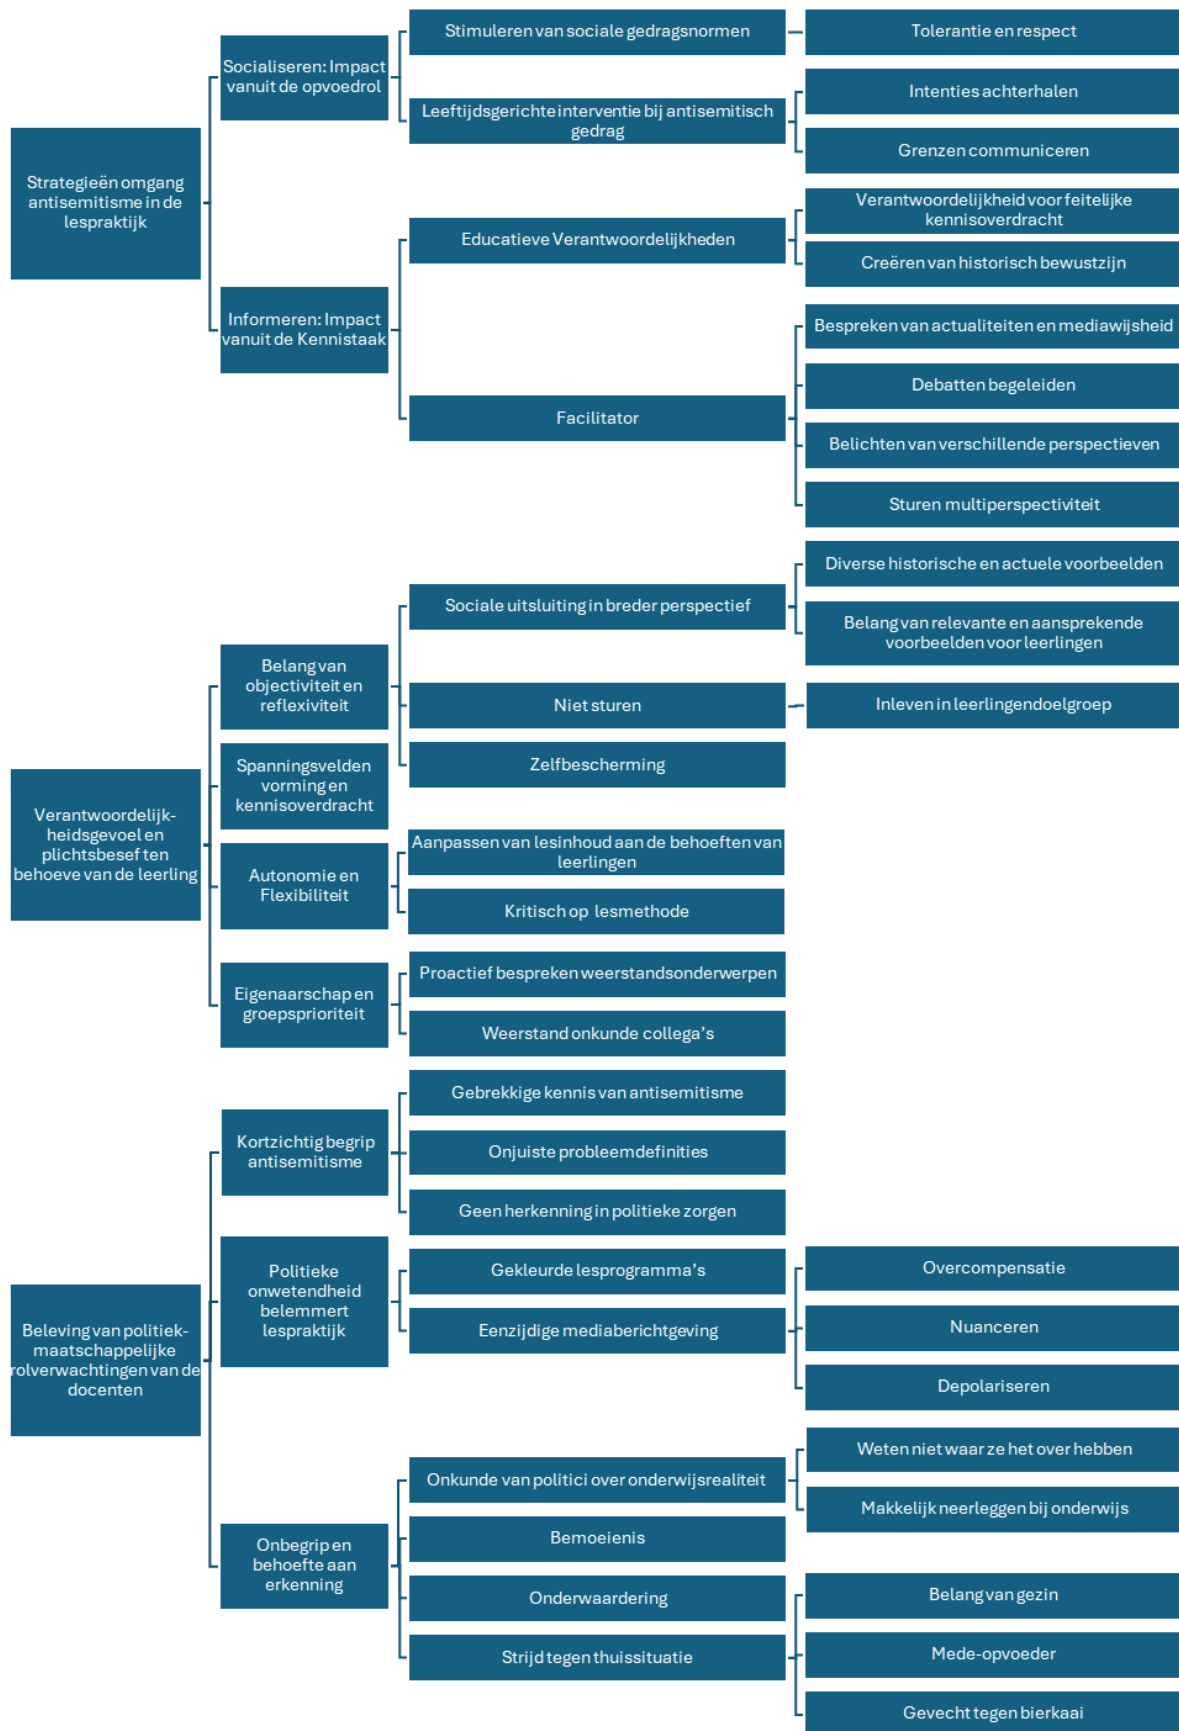 Strategieën omgang
antisemitisme in de
lespraktijk
Socialiseren: Impact
vanuit de opvoedrol
Stimuleren van sociale gedragsnormen
Tolerantie en respect
Leeftijdsgerichte interventie bij antisemitisch
gedrag
Intenties achterhalen
Grenzen communiceren
Informeren: Impact
vanuit de Kennistaak
Educatieve Verantwoordelijkheden
Verantwoordelijkheid voor feitelijke
kennisoverdracht
Creëren van historisch bewustzijn
Facilitator
Bespreken van actualiteiten en mediawijsheid
Debatten begeleiden
Belichten van verschillende perspectieven
Sturen multiperspectiviteit
Verantwoordelijk-
heidsgevoel en
plichtsbesef ten
behoeve van de leerling
Belang van
objectiviteit en
reflexiviteit
Sociale uitsluiting in breder perspectief
Diverse historische en actuele voorbeelden
Belang van relevante en aansprekende
voorbeelden voor leerlingen
Niet sturen
Inleven in leerlingendoelgroep
Zelfbescherming
Spanningsvelden
vorming en
kennisoverdracht
Autonomie en
Flexibiliteit
Aanpassen van lesinhoud aan de behoeften van
leerlingen
Kritisch op lesmethode
Eigenaarschap en
groepsprioriteit
Proactief bespreken weerstandsonderwerpen
Weerstand onkunde collega's
Beleving van politiek-
maatschappelijke
rolverwachtingen van de
docenten
Kortzichtig begrip
antisemitisme
Gebrekkige kennis van antisemitisme
Onjuiste probleemdefinities
Geen herkenning in politieke zorgen
Politieke
onwetendheid
belemmert
lespraktijk
Gekleurde lesprogramma's
Eenzijdige mediaberichtgeving
Overcompensatie
Nuanceren
Depolariseren
Onbegrip en
behoefte aan
erkenning
Onkunde van politici over onderwijsrealiteit
Weten niet waar ze het over hebben
Makkelijk neerleggen bij onderwijs
Bemoeienis
Onderwaardering
Strijd tegen thuissituatie
Belang van gezin
Mede-opvoeder
Gevecht tegen bierkaai